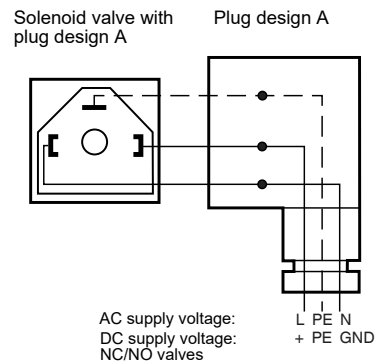 Solenoid valve with
plug design A
Plug design A
AC supply voltage: L PE N
DC supply voltage: + PE GND
NC/NO valves